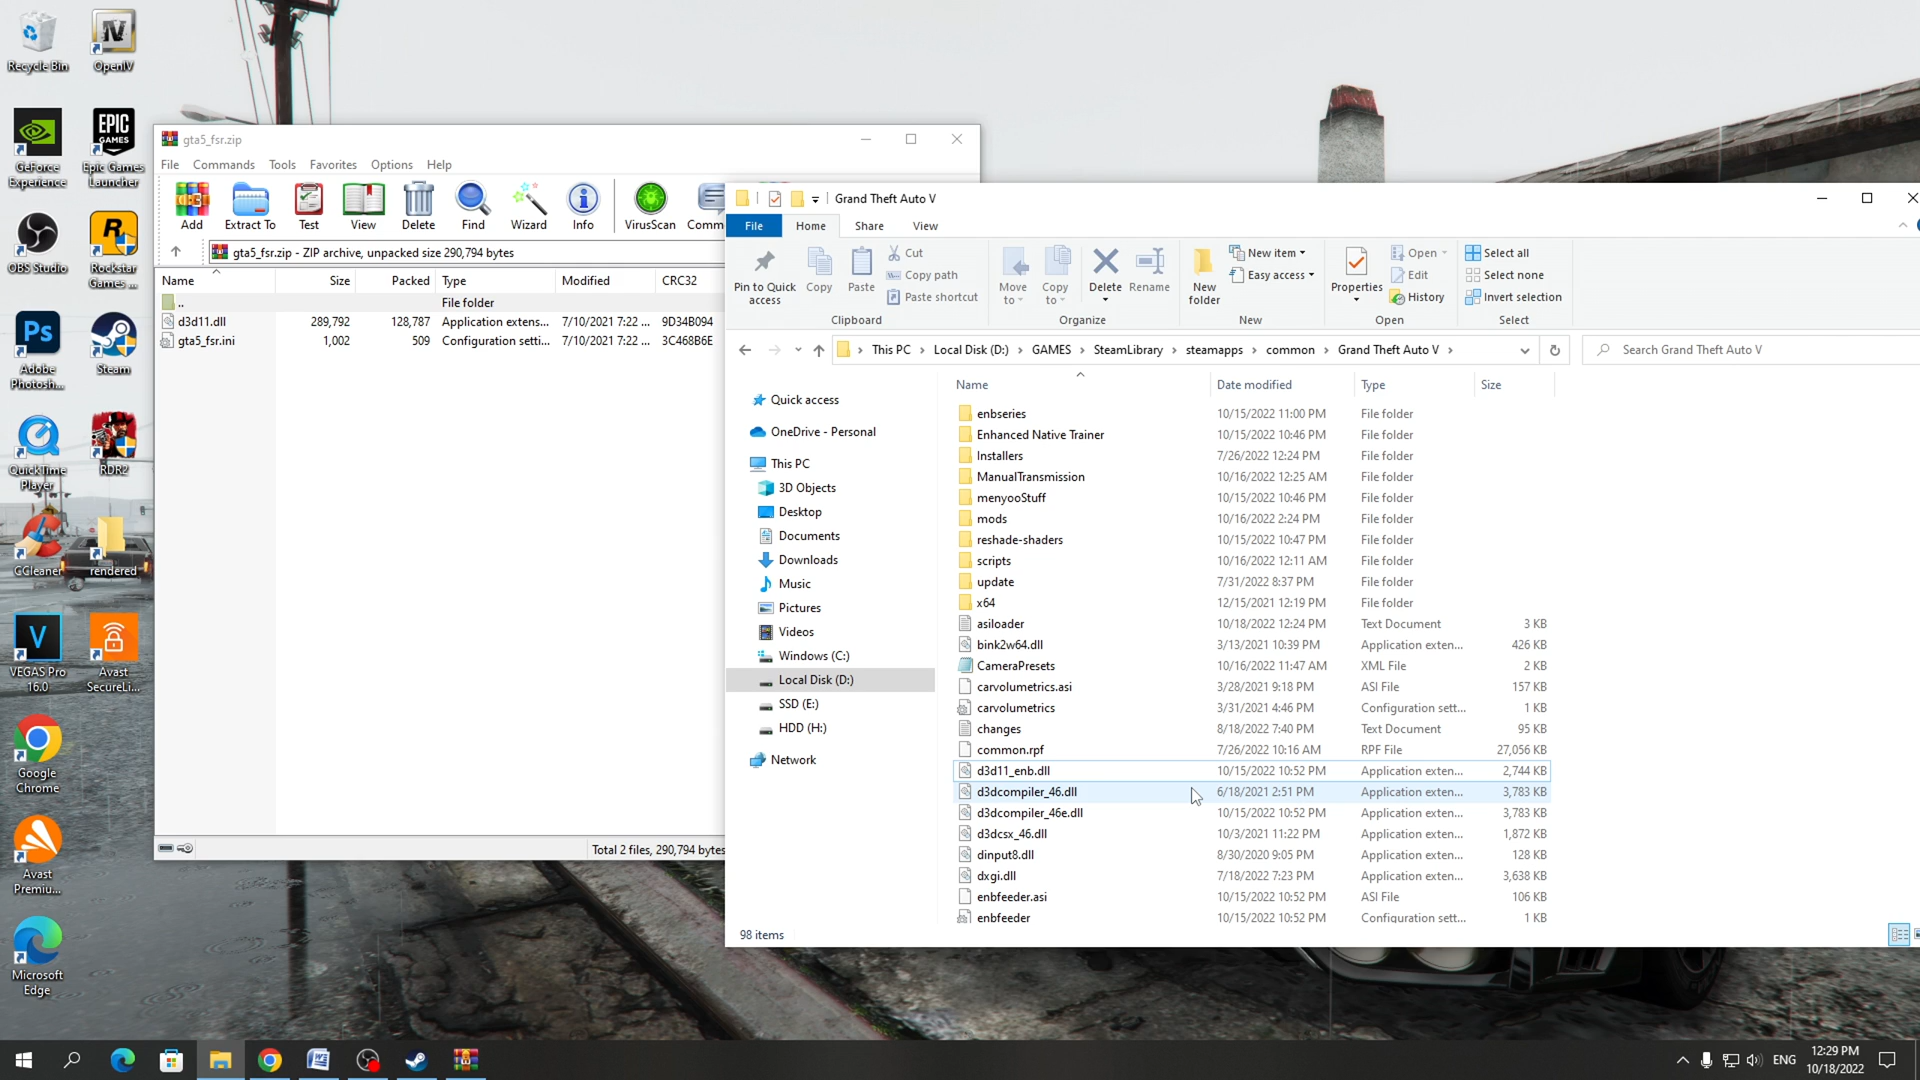 Recycle Bin
OpenIV
GeForce Experience
Epic Games Launcher
OBS Studio
Rockstar Games ...
Adobe Photosh...
Steam
QuickTime Player
RDR2
CCleaner
rendered
VEGAS Pro 16.0
Avast SecureLi...
Google Chrome
Avast Premiu...
Microsoft Edge
gta5_fsr.zip
File Commands Tools Favorites Options Help
Add Extract To Test View Delete Find Wizard Info VirusScan Comm
gta5_fsr.zip - ZIP archive, unpacked size 290,794 bytes
Name Size Packed Type Modified CRC32
.. File folder
d3d11.dll 289,792 128,787 Application extens... 7/10/2021 7:22 ... 9D34B094
gta5_fsr.ini 1,002 509 Configuration setti... 7/10/2021 7:22 ... 3C468B6E
Total 2 files, 290,794 bytes
Grand Theft Auto V
File Home Share View
Pin to Quick access
Copy
Paste
Cut
Copy path
Paste shortcut
Clipboard
Move to
Copy to
Delete
Rename
Organize
New folder
New item
Easy access
New
Properties
Open
Edit
History
Open
Select all
Select none
Invert selection
Select
This PC > Local Disk (D:) > GAMES > SteamLibrary > steamapps > common > Grand Theft Auto V >
Search Grand Theft Auto V
Quick access
OneDrive - Personal
This PC
3D Objects
Desktop
Documents
Downloads
Music
Pictures
Videos
Windows (C:)
Local Disk (D:)
SSD (E:)
HDD (H:)
Network
Name Date modified Type Size
enbseries 10/15/2022 11:00 PM File folder
Enhanced Native Trainer 10/15/2022 10:46 PM File folder
Installers 7/26/2022 12:24 PM File folder
ManualTransmission 10/16/2022 12:25 AM File folder
menyooStuff 10/15/2022 10:46 PM File folder
mods 10/16/2022 2:24 PM File folder
reshade-shaders 10/15/2022 10:47 PM File folder
scripts 10/16/2022 12:11 AM File folder
update 7/31/2022 8:37 PM File folder
x64 12/15/2021 12:19 PM File folder
asiloader 10/18/2022 12:24 PM Text Document 3 KB
bink2w64.dll 3/13/2021 10:39 PM Application exten... 426 KB
CameraPresets 10/16/2022 11:47 AM XML File 2 KB
carvolumetrics.asi 3/28/2021 9:18 PM ASI File 157 KB
carvolumetrics 3/31/2021 4:46 PM Configuration sett... 1 KB
changes 8/18/2022 7:40 PM Text Document 95 KB
common.rpf 7/26/2022 10:16 AM RPF File 27,056 KB
d3d11_enb.dll 10/15/2022 10:52 PM Application exten... 2,744 KB
d3dcompiler_46.dll 6/18/2021 2:51 PM Application exten... 3,783 KB
d3dcompiler_46e.dll 10/15/2022 10:52 PM Application exten... 3,783 KB
d3dcsx_46.dll 10/3/2021 11:22 PM Application exten... 1,872 KB
dinput8.dll 8/30/2020 9:05 PM Application exten... 128 KB
dxgi.dll 7/18/2022 7:23 PM Application exten... 3,638 KB
enbfeeder.asi 10/15/2022 10:52 PM ASI File 106 KB
enbfeeder 10/15/2022 10:52 PM Configuration sett... 1 KB
98 items
ENG
12:29 PM
10/18/2022